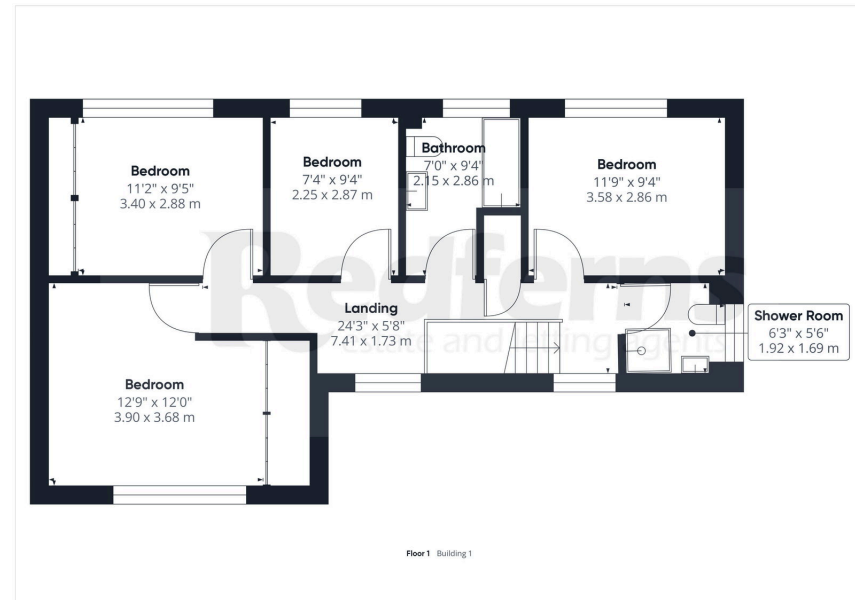 Bedroom
11'2" x 9'5"
3.40 x 2.88 m
Bedroom
7'4" x 9'4"
2.25 x 2.87 m
Bathroom
7'0" x 9'4"
2.15 x 2.86 m
Bedroom
11'9" x 9'4"
3.58 x 2.86 m
Redferns
estate and letting agents
Landing
24'3" x 5'8"
7.41 x 1.73 m
Shower Room
6'3" x 5'6"
1.92 x 1.69 m
Bedroom
12'9" x 12'0"
3.90 x 3.68 m
Floor 1 Building 1